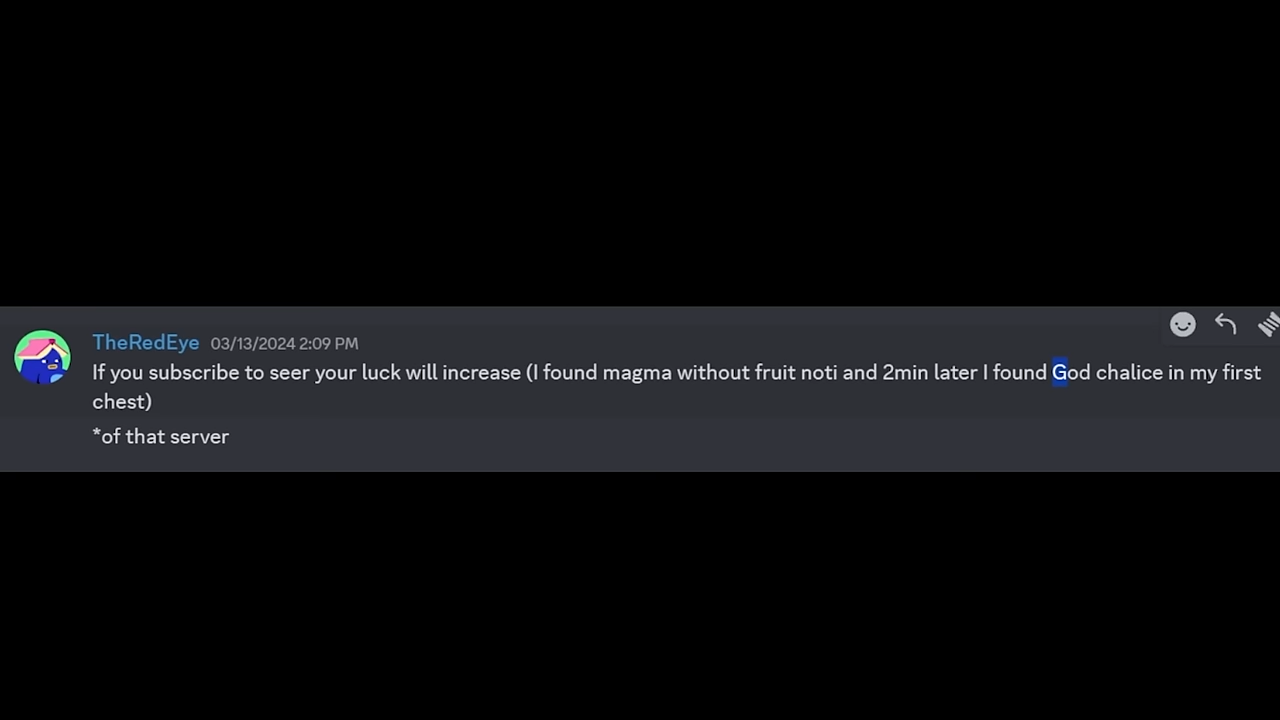 TheRedEye 03/13/2024 2:09 PM
If you subscribe to seer your luck will increase (I found magma without fruit noti and 2min later I found God chalice in my first
chest)
*of that server